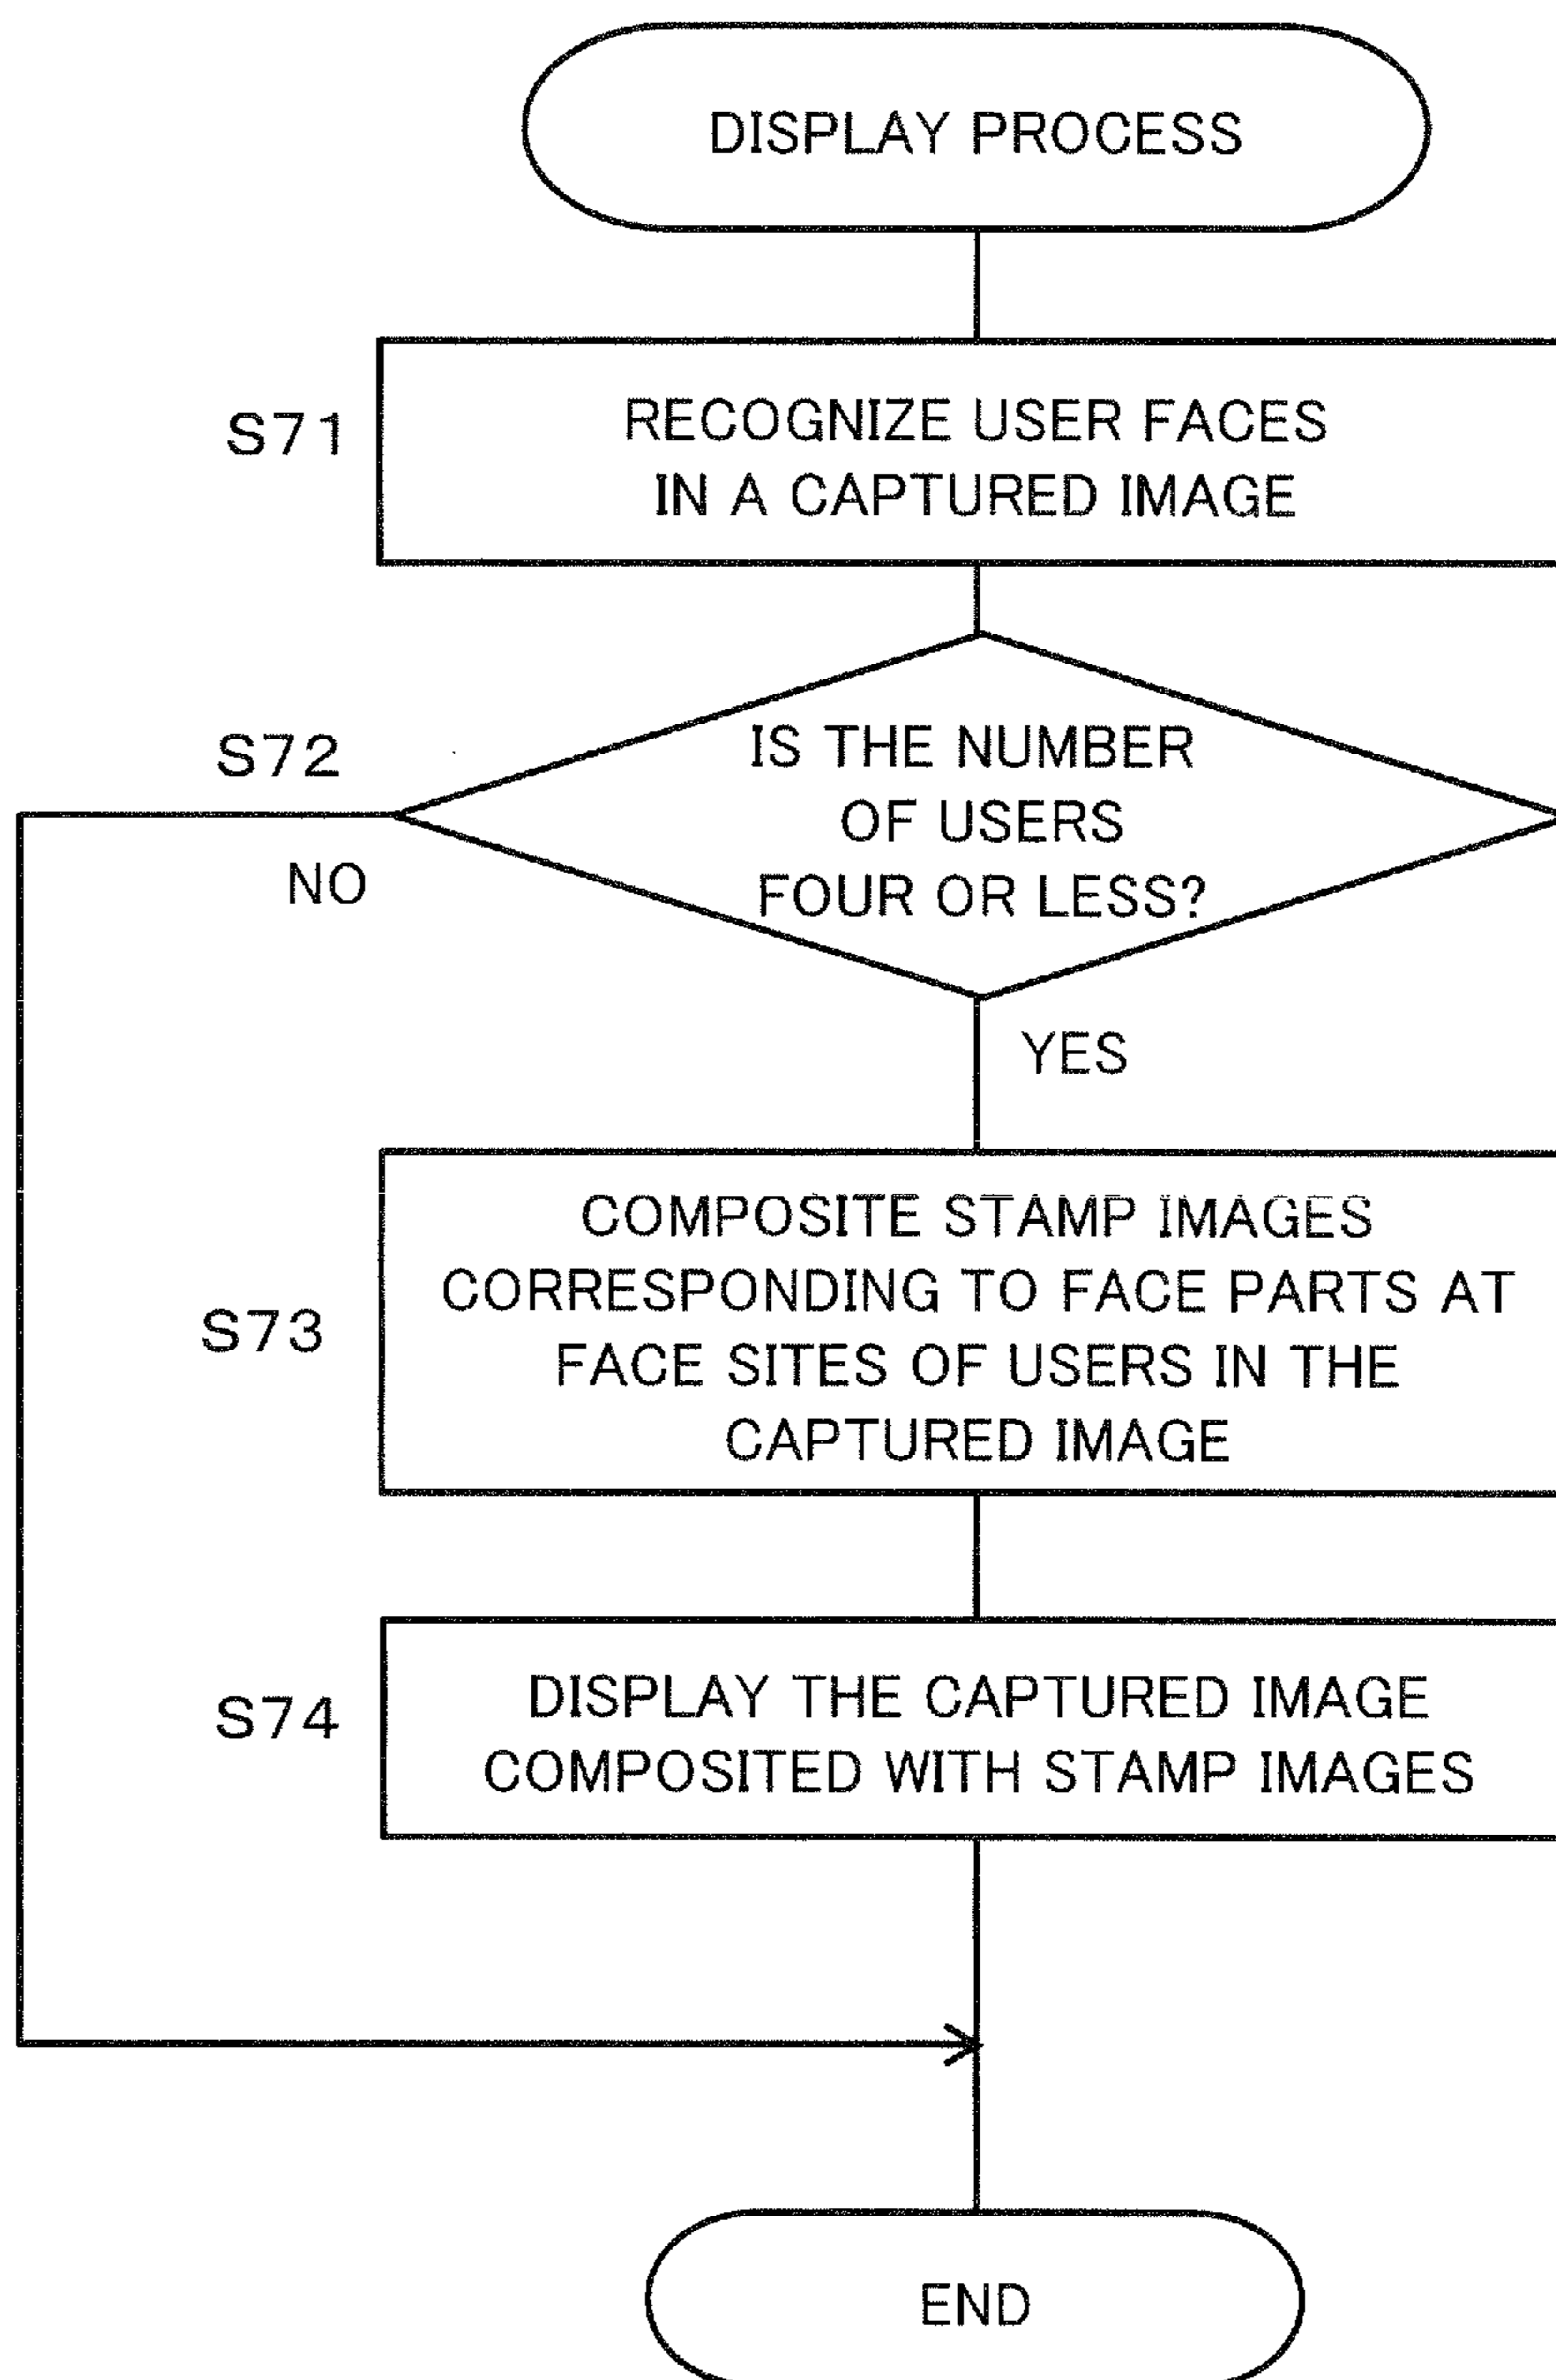 DISPLAY PROCESS
S71
RECOGNIZE USER FACES
IN A CAPTURED IMAGE
S72
IS THE NUMBER
OF USERS
FOUR OR LESS?
NO
YES
S73
COMPOSITE STAMP IMAGES
CORRESPONDING TO FACE PARTS AT
FACE SITES OF USERS IN THE
CAPTURED IMAGE
S74
DISPLAY THE CAPTURED IMAGE
COMPOSITED WITH STAMP IMAGES
END